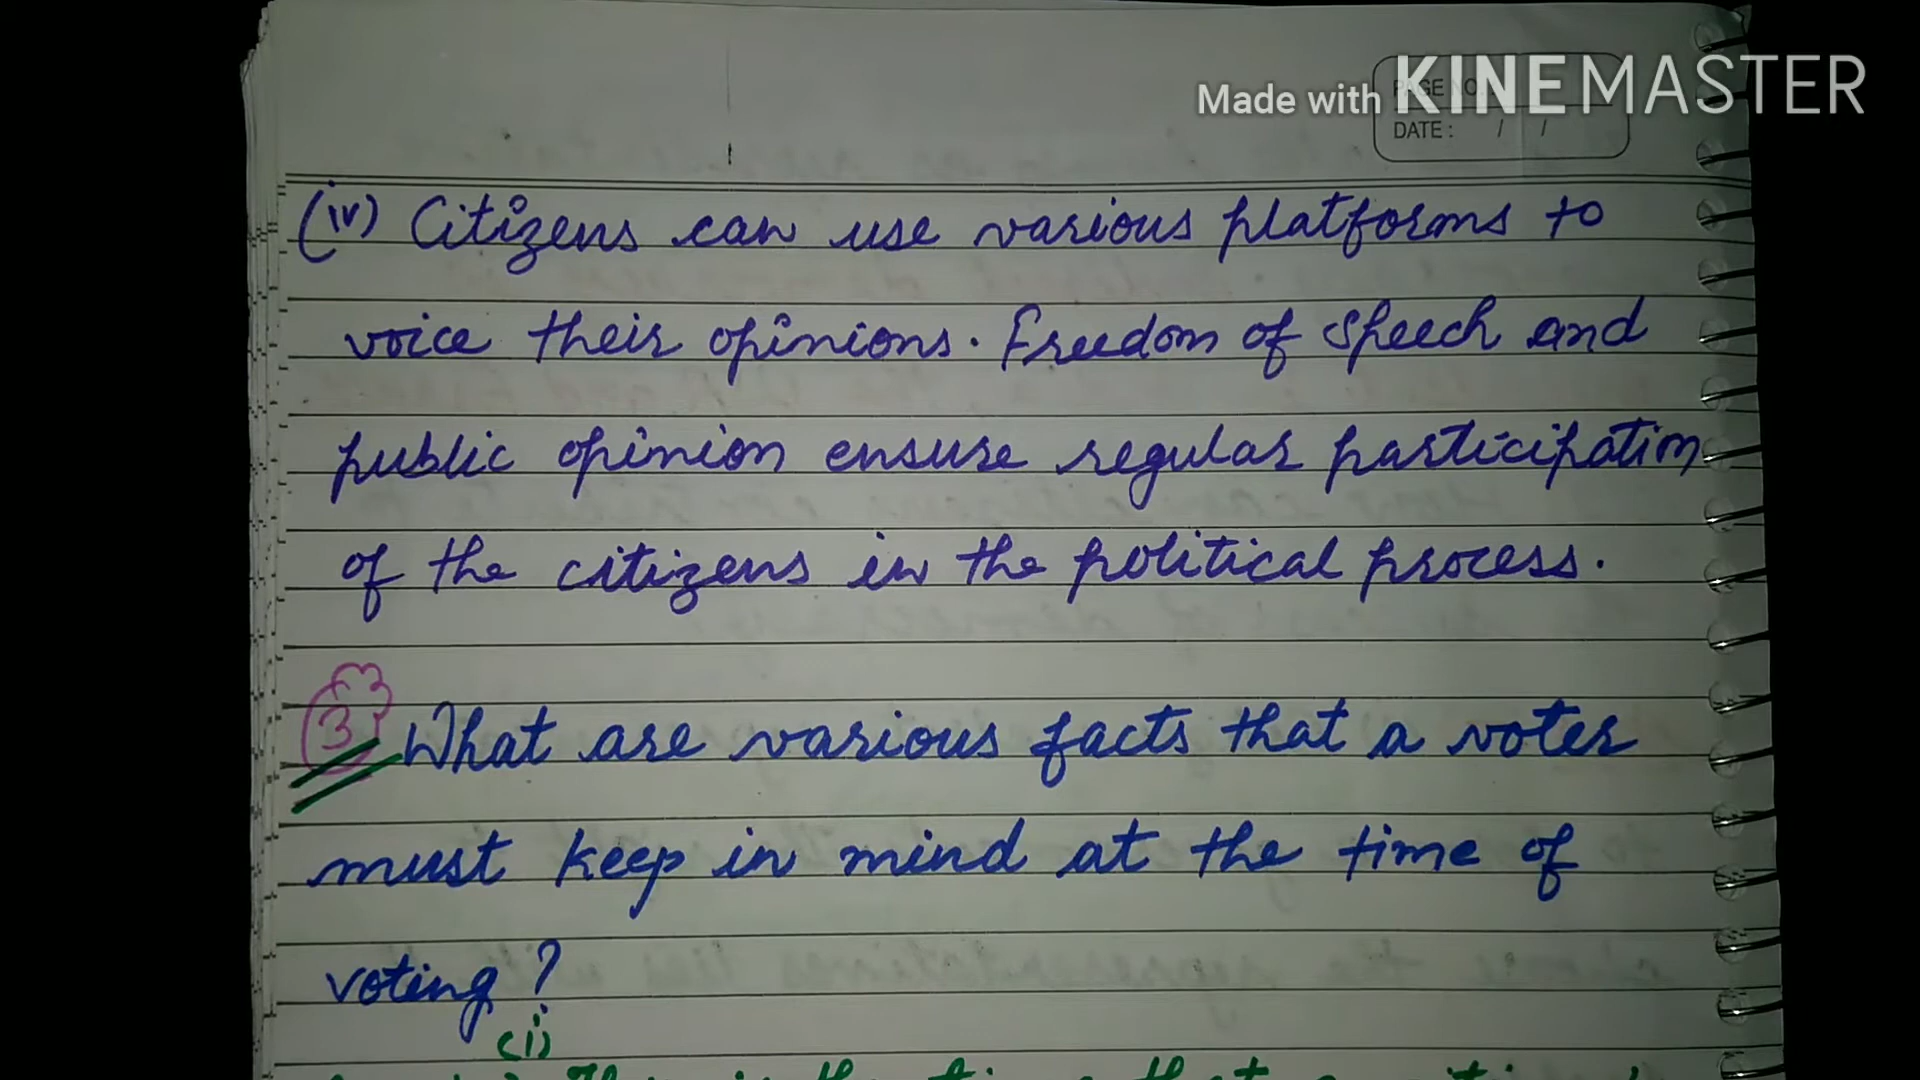 Made with KINEMASTER
PAGE NO.
DATE : / /
(iv) Citizens can use various platforms to
voice their opinions. Freedom of speech and
public opinion ensure regular participation
of the citizens in the political process.
3 What are various facts that a voter
must keep in mind at the time of
voting?
(i)